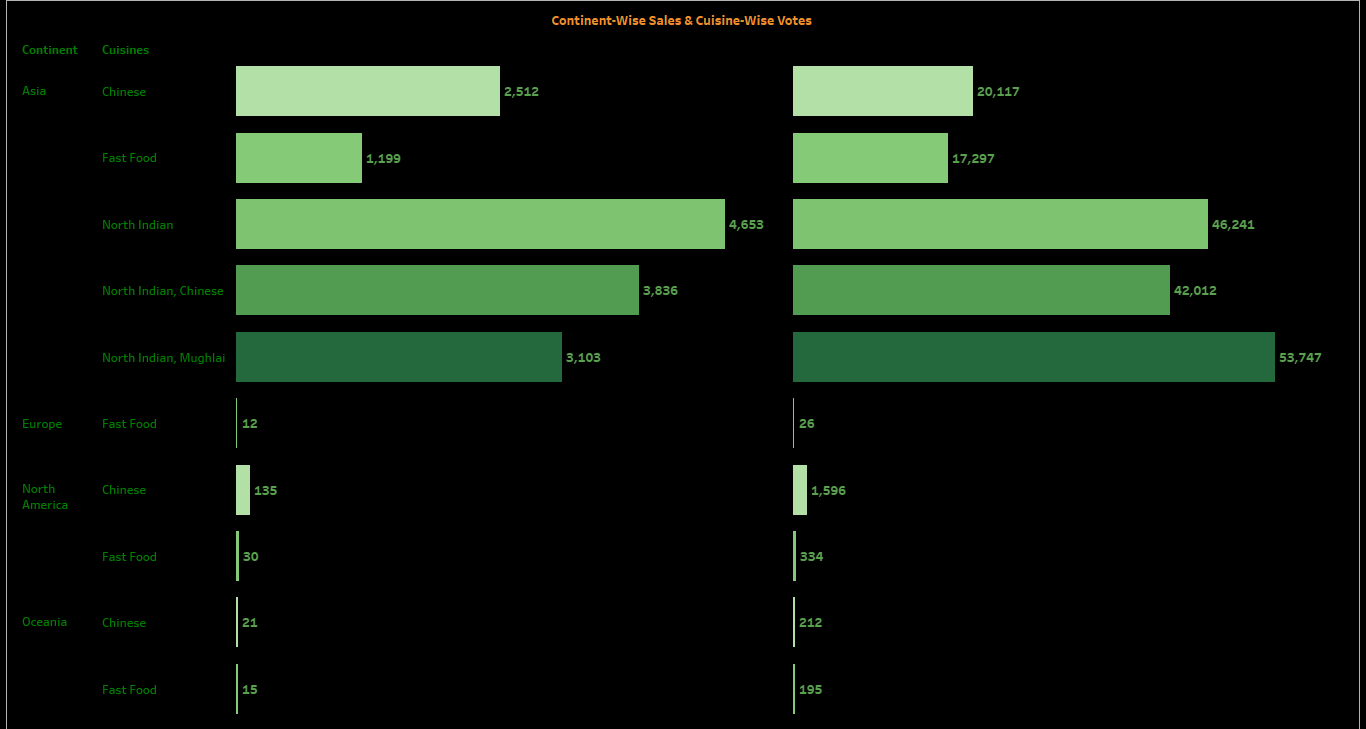 Continent-Wise Sales & Cuisine-Wise Votes
Continent Cuisines
Asia Chinese 2,512 20,117
Fast Food 1,199 17,297
North Indian 4,653 46,241
North Indian, Chinese 3,836 42,012
North Indian, Mughlai 3,103 53,747
Europe Fast Food 12 26
North Chinese 135 1,596
America
Fast Food 30 334
Oceania Chinese 21 212
Fast Food 15 195